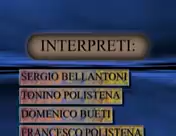 INTERPRETI:
SERGIO BELLANTONI
TONINO POLISTENA
DOMENICO BUETI
FRANCESCO POLISTENA